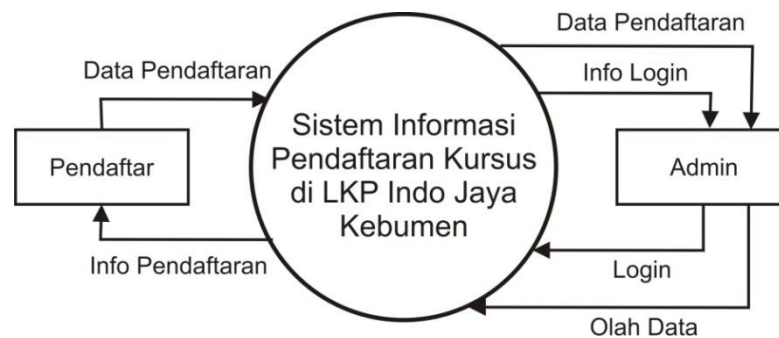 Data Pendaftaran
Info Login
Data Pendaftaran
Sistem Informasi
Pendaftaran Kursus
di LKP Indo Jaya
Kebumen
Pendaftar
Admin
Info Pendaftaran
Login
Olah Data